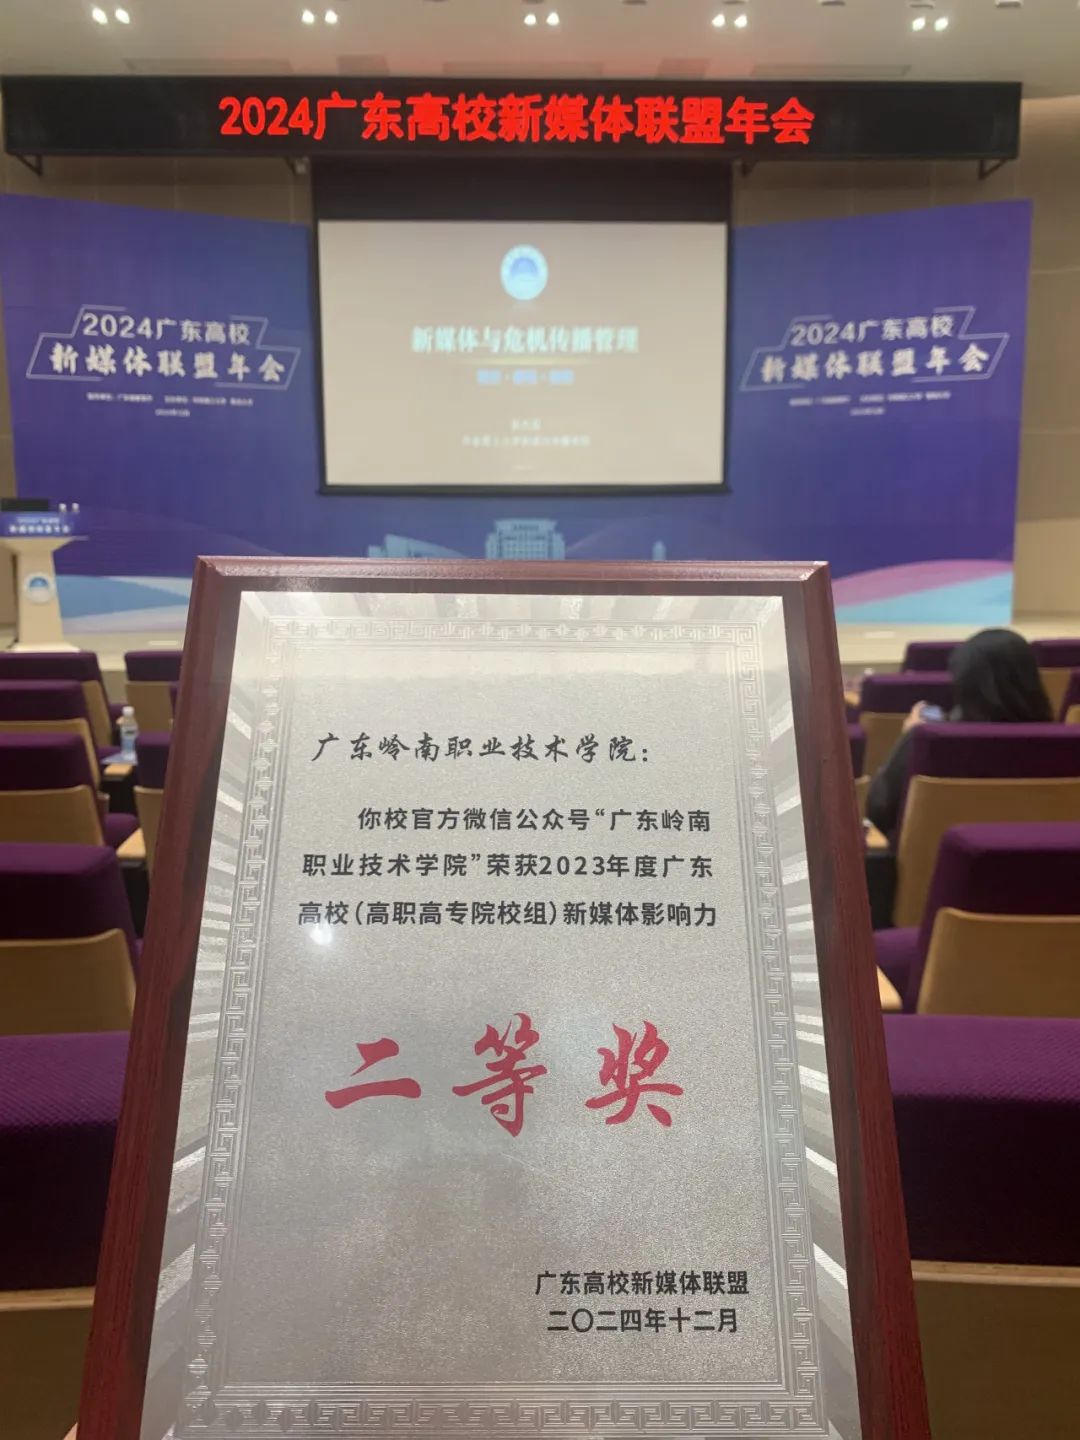 2024广东高校新媒体联盟年会
2024广东高校
新媒体联盟年会
新媒体与危机传播管理
2024广东高校
新媒体联盟年会
广东岭南职业技术学院：
你校官方微信公众号“广东岭南
职业技术学院”荣获2023年度广东
高校（高职高专院校组）新媒体影响力
二等奖
广东高校新媒体联盟
二〇二四年十二月